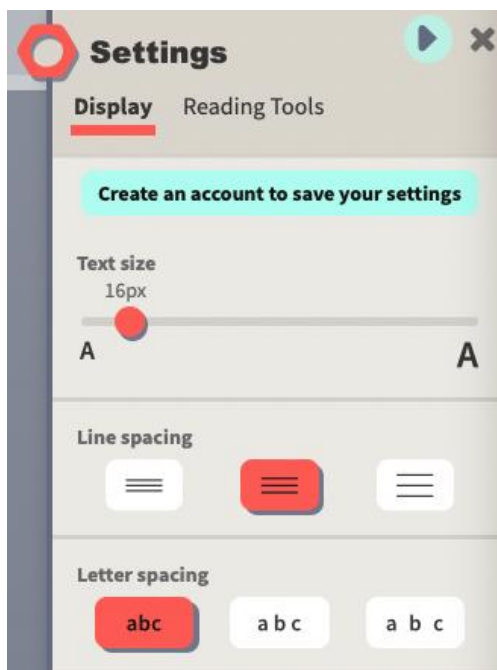 Settings
Display Reading Tools
Create an account to save your settings
Text size
16px
A A
Line spacing
Letter spacing
abc a b c a b c